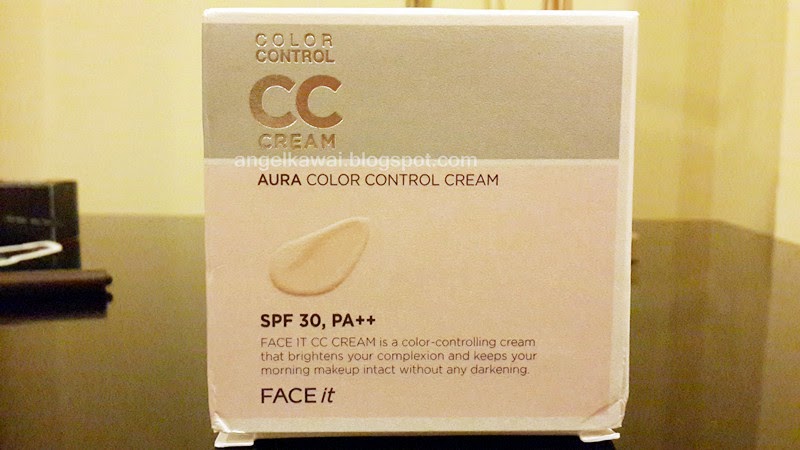 COLOR
CONTROL
CC
CREAM
angelkawai.blogspot.com
AURA COLOR CONTROL CREAM
SPF 30, PA++
FACE IT CC CREAM is a color-controlling cream
that brightens your complexion and keeps your
morning makeup intact without any darkening.
FACE it